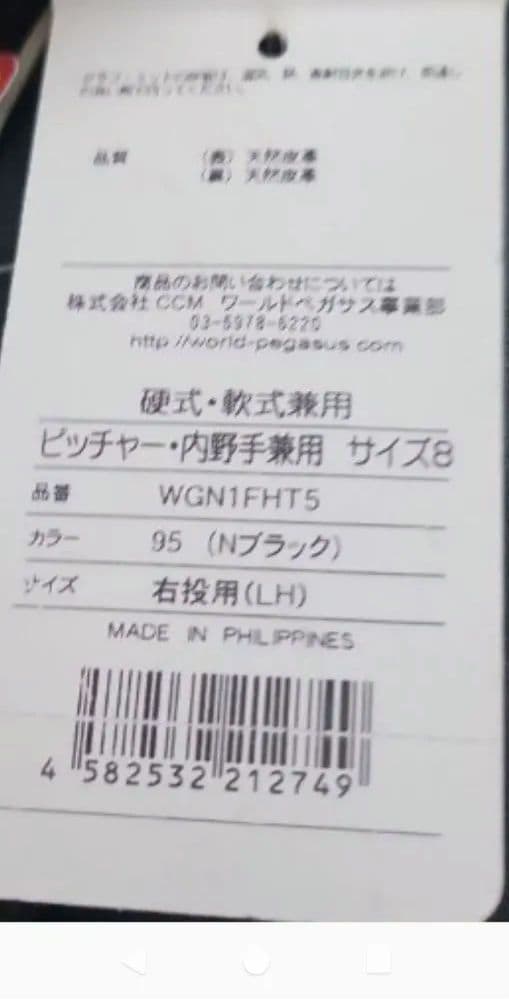 品質 (表) 天然皮革
(裏) 天然皮革
商品のお問い合わせについては
株式会社CCM ワールドペガサス事業部
03-5978-6220
http://world-pegasus.com
硬式・軟式兼用
ピッチャー・内野手兼用 サイズ8
品番 WGN1FHT5
カラー 95 (Nブラック)
サイズ 右投用(LH)
MADE IN PHILIPPINES
4 582532 212749